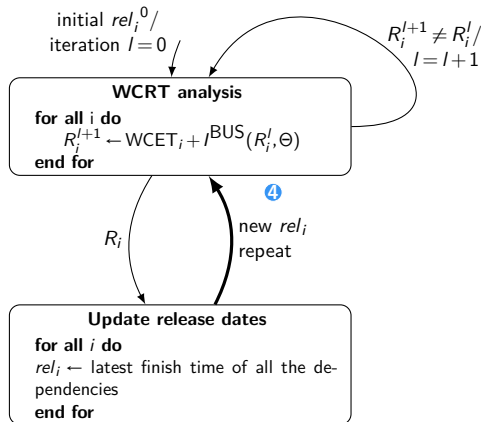 initial rel_i^0/
iteration l=0
R_i^{l+1} ≠ R_i^l/
l = l+1
WCRT analysis
for all i do
R_i^{l+1} ← WCET_i + I^{BUS}(R_i^l,Θ)
end for
4
R_i
new rel_i
repeat
Update release dates
for all i do
rel_i ← latest finish time of all the de-
pendencies
end for